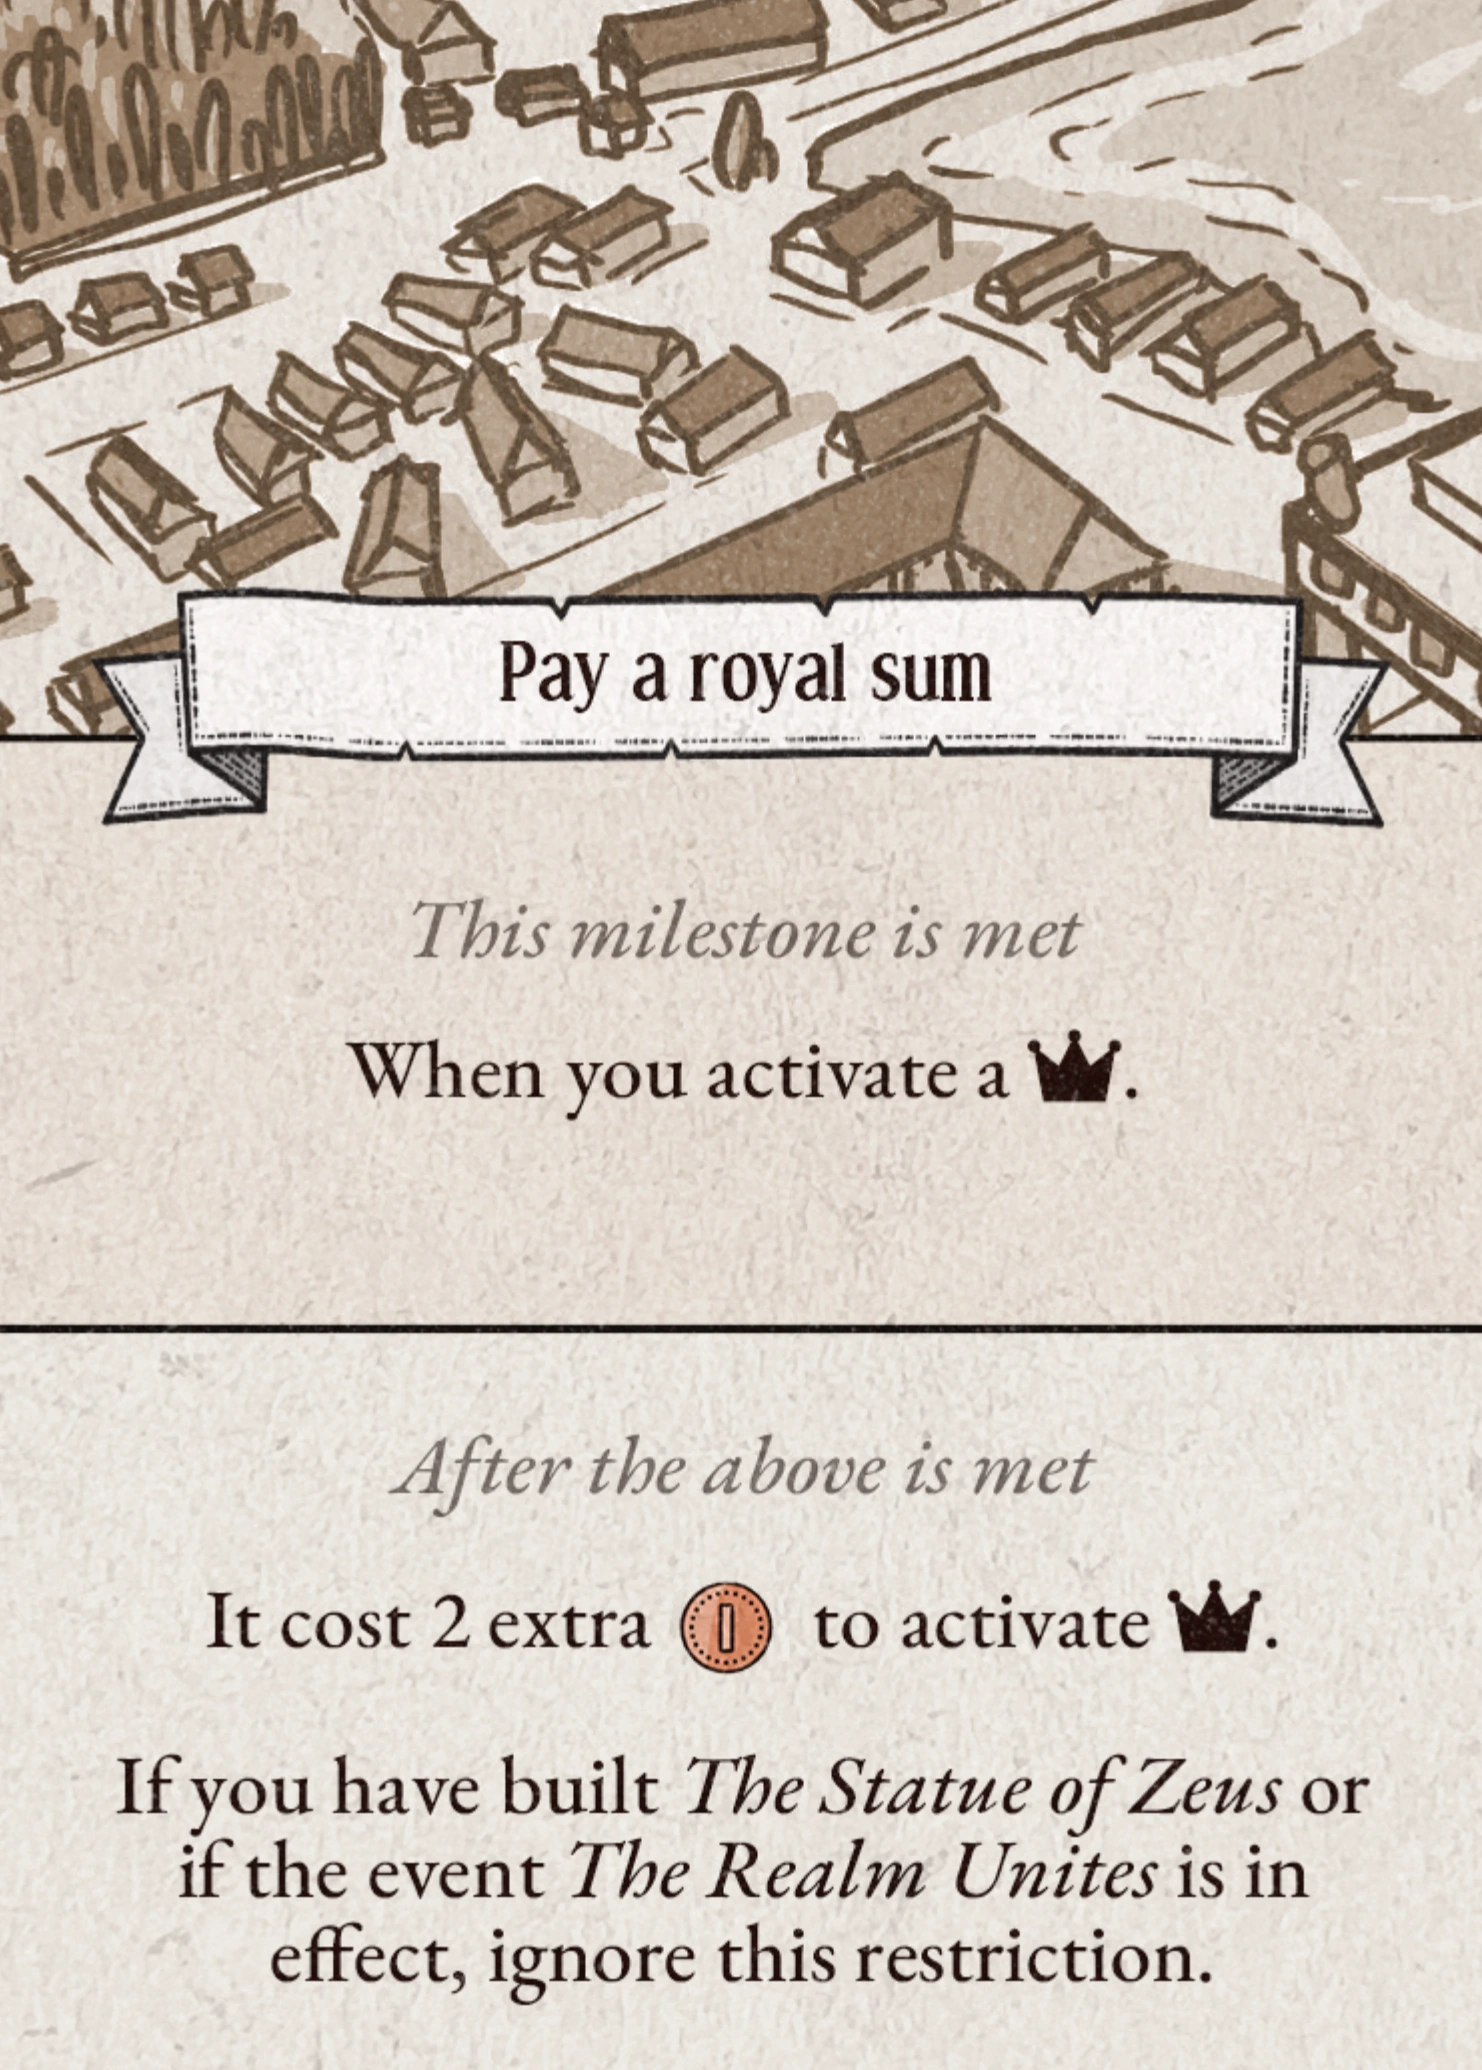 Pay a royal sum
This milestone is met
When you activate a .
After the above is met
It cost 2 extra to activate .
If you have built The Statue of Zeus or
if the event The Realm Unites is in
effect, ignore this restriction.